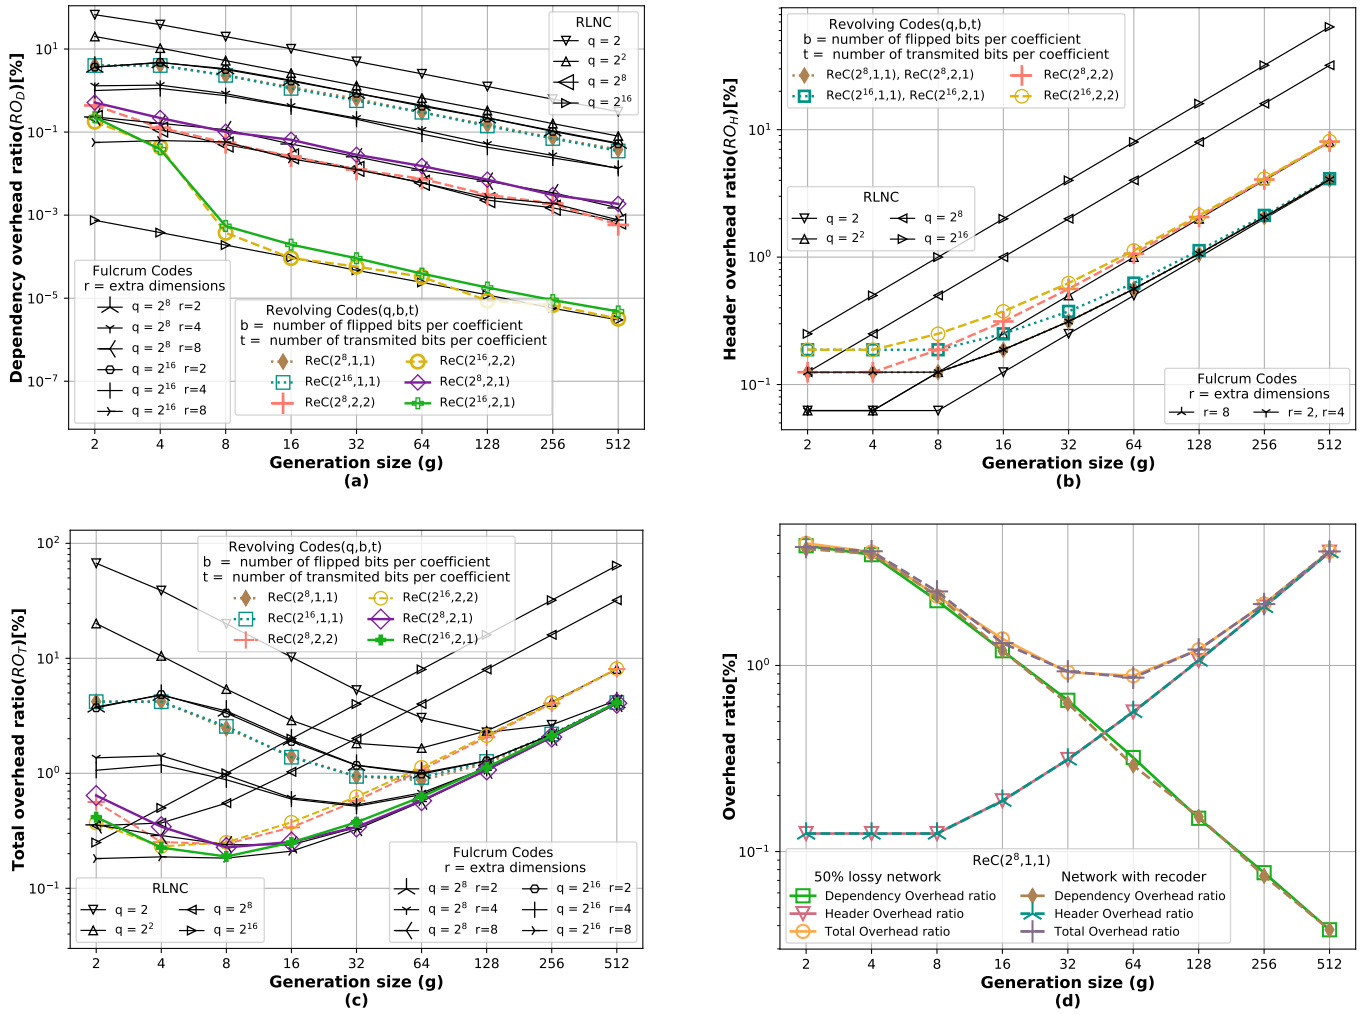 Dependency overhead ratio(RO_D)[%]
10¹
10⁻¹
10⁻³
10⁻⁵
10⁻⁷
RLNC
q = 2
q = 2²
q = 2⁸
q = 2¹⁶
Fulcrum Codes
r = extra dimensions
q = 2⁸ r=2
q = 2⁸ r=4
q = 2⁸ r=8
q = 2¹⁶ r=2
q = 2¹⁶ r=4
q = 2¹⁶ r=8
Revolving Codes(q,b,t)
b = number of flipped bits per coefficient
t = number of transmited bits per coefficient
ReC(2⁸,1,1) ReC(2¹⁶,2,2)
ReC(2¹⁶,1,1) ReC(2⁸,2,1)
ReC(2⁸,2,2) ReC(2¹⁶,2,1)
2 4 8 16 32 64 128 256 512
Generation size (g)
(a)
Header overhead ratio(RO_H)[%]
10¹
10⁰
10⁻¹
Revolving Codes(q,b,t)
b = number of flipped bits per coefficient
t = number of transmited bits per coefficient
ReC(2⁸,1,1), ReC(2⁸,2,1) ReC(2⁸,2,2)
ReC(2¹⁶,1,1), ReC(2¹⁶,2,1) ReC(2¹⁶,2,2)
RLNC
q = 2 q = 2⁸
q = 2² q = 2¹⁶
Fulcrum Codes
r = extra dimensions
r= 8 r= 2, r=4
2 4 8 16 32 64 128 256 512
Generation size (g)
(b)
Total overhead ratio(RO_T)[%]
10²
10¹
10⁰
10⁻¹
Revolving Codes(q,b,t)
b = number of flipped bits per coefficient
t = number of transmited bits per coefficient
ReC(2⁸,1,1) ReC(2¹⁶,2,2)
ReC(2¹⁶,1,1) ReC(2⁸,2,1)
ReC(2⁸,2,2) ReC(2¹⁶,2,1)
RLNC
q = 2 q = 2⁸
q = 2² q = 2¹⁶
Fulcrum Codes
r = extra dimensions
q = 2⁸ r=2 q = 2¹⁶ r=2
q = 2⁸ r=4 q = 2¹⁶ r=4
q = 2⁸ r=8 q = 2¹⁶ r=8
2 4 8 16 32 64 128 256 512
Generation size (g)
(c)
Overhead ratio[%]
10⁰
10⁻¹
ReC(2⁸,1,1)
50% lossy network Network with recoder
Dependency Overhead ratio Dependency Overhead ratio
Header Overhead ratio Header Overhead ratio
Total Overhead ratio Total Overhead ratio
2 4 8 16 32 64 128 256 512
Generation size (g)
(d)